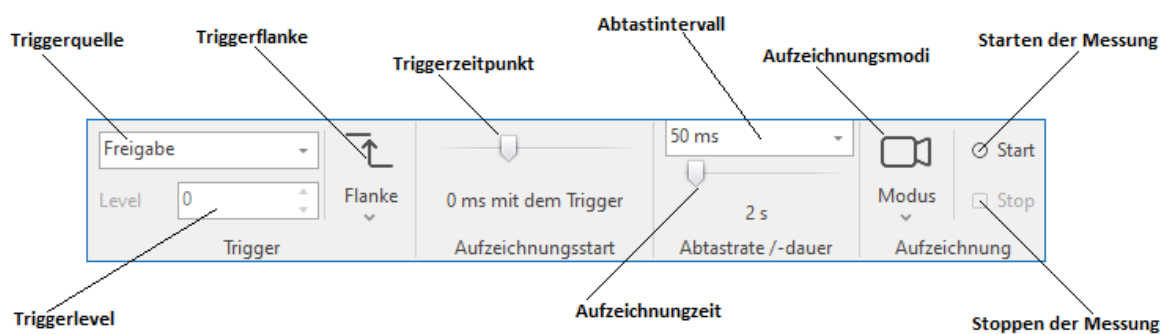 Abtastintervall
Triggerquelle
Triggerflanke
Starten der Messung
Triggerzeitpunkt
Aufzeichnungsmodi
Freigabe
50 ms
Start
Level
0
Flanke
0 ms mit dem Trigger
2 s
Modus
Stop
Trigger
Aufzeichnungsstart
Abtastrate /-dauer
Aufzeichnung
Triggerlevel
Aufzeichnungzeit
Stoppen der Messung